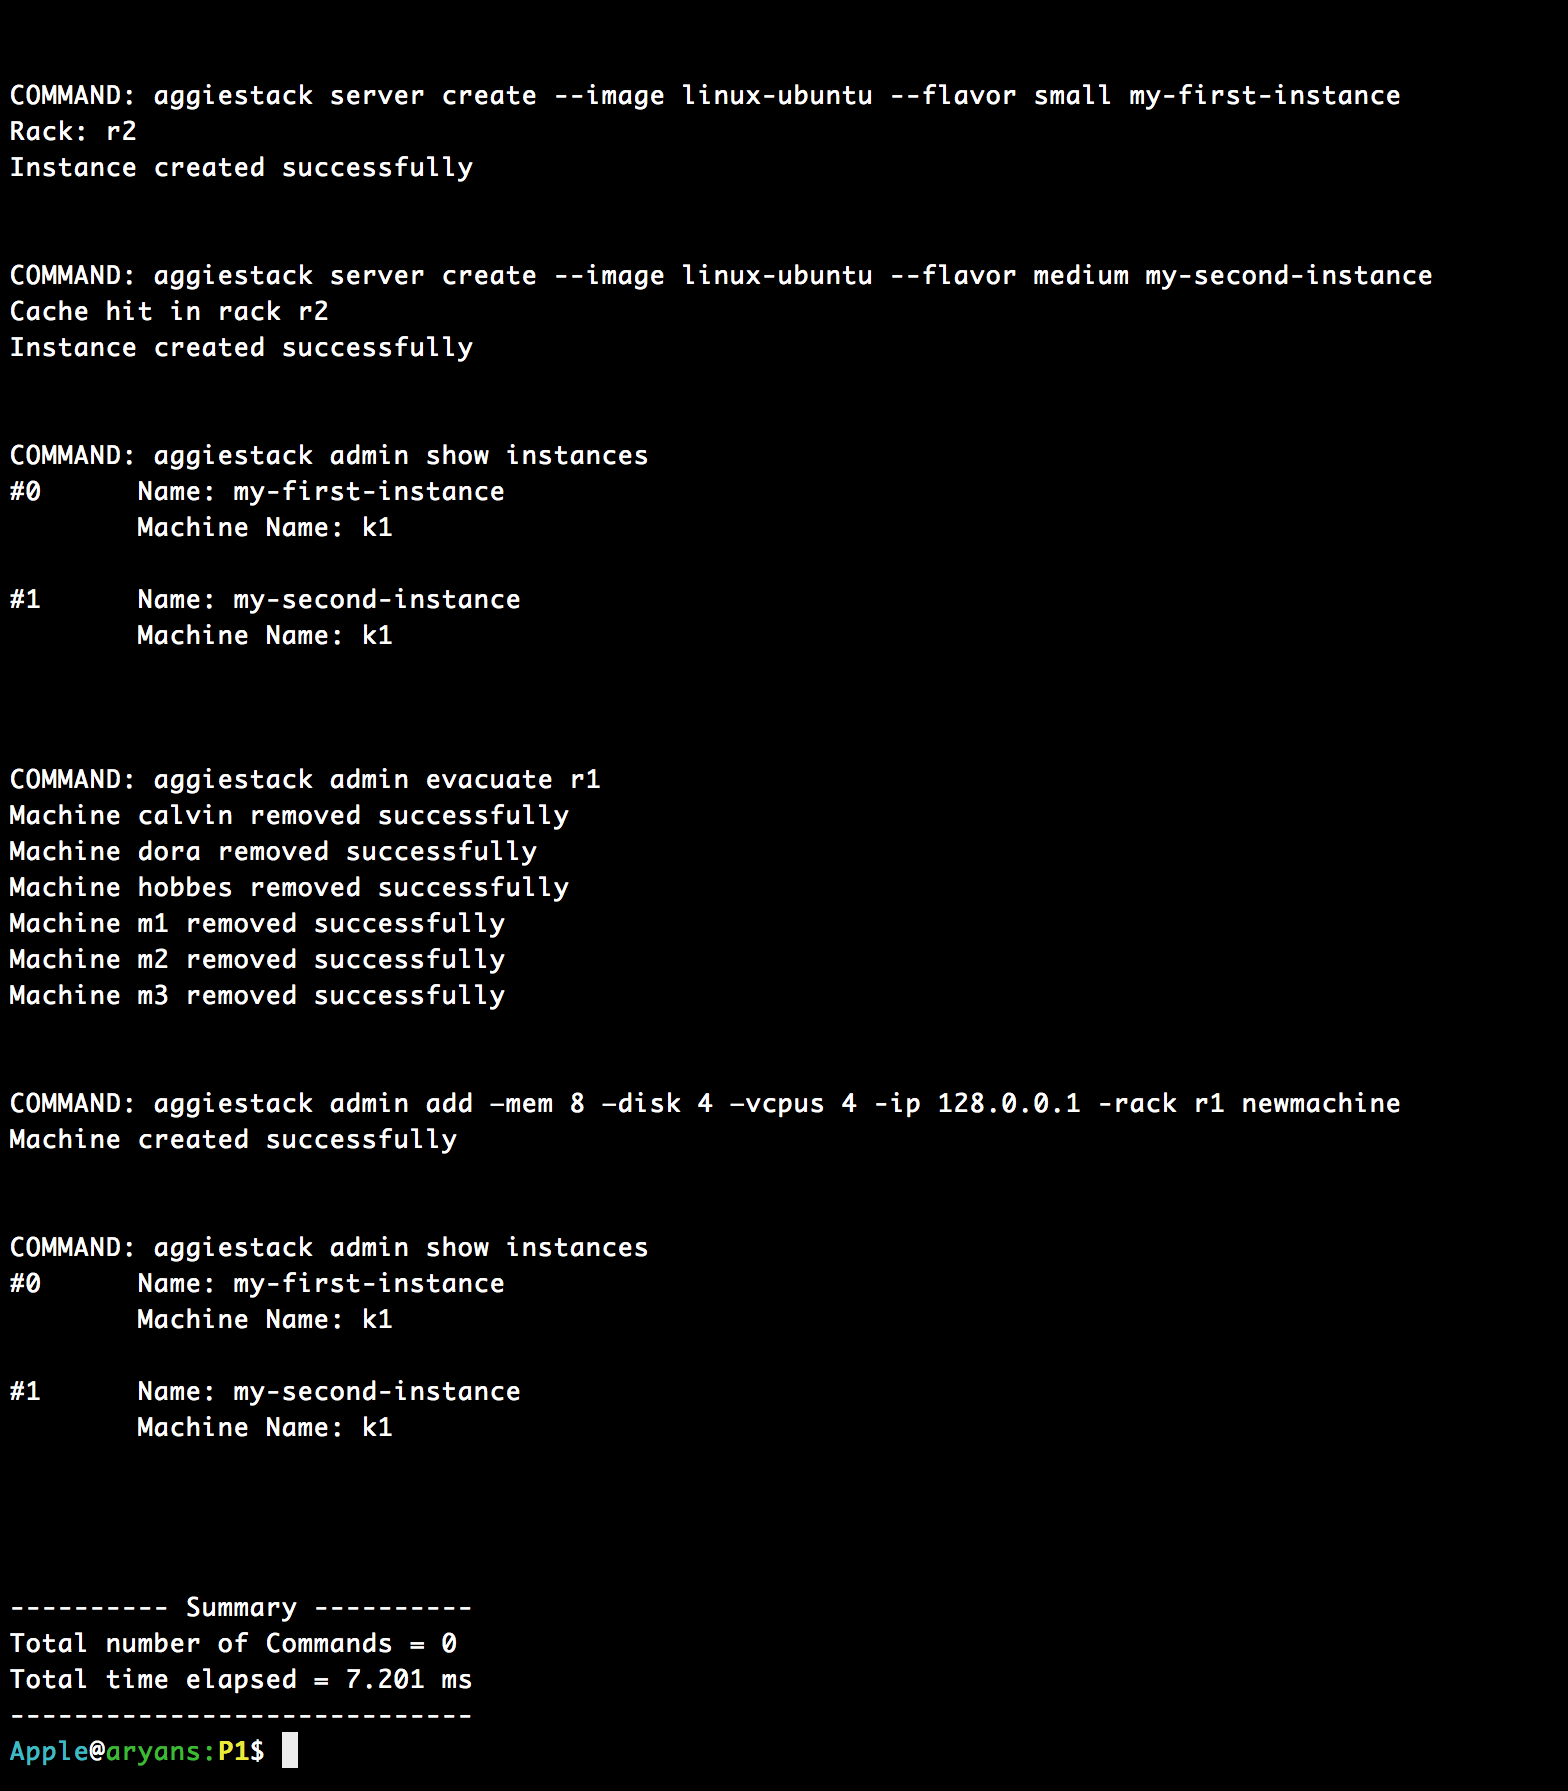 COMMAND: aggiestack server create --image linux-ubuntu --flavor small my-first-instance
Rack: r2
Instance created successfully
COMMAND: aggiestack server create --image linux-ubuntu --flavor medium my-second-instance
Cache hit in rack r2
Instance created successfully
COMMAND: aggiestack admin show instances
#0      Name: my-first-instance
        Machine Name: k1
#1      Name: my-second-instance
        Machine Name: k1
COMMAND: aggiestack admin evacuate r1
Machine calvin removed successfully
Machine dora removed successfully
Machine hobbes removed successfully
Machine m1 removed successfully
Machine m2 removed successfully
Machine m3 removed successfully
COMMAND: aggiestack admin add –mem 8 –disk 4 –vcpus 4 -ip 128.0.0.1 -rack r1 newmachine
Machine created successfully
COMMAND: aggiestack admin show instances
#0      Name: my-first-instance
        Machine Name: k1
#1      Name: my-second-instance
        Machine Name: k1
---------- Summary ----------
Total number of Commands = 0
Total time elapsed = 7.201 ms
-----------------------------
Apple@aryans:P1$